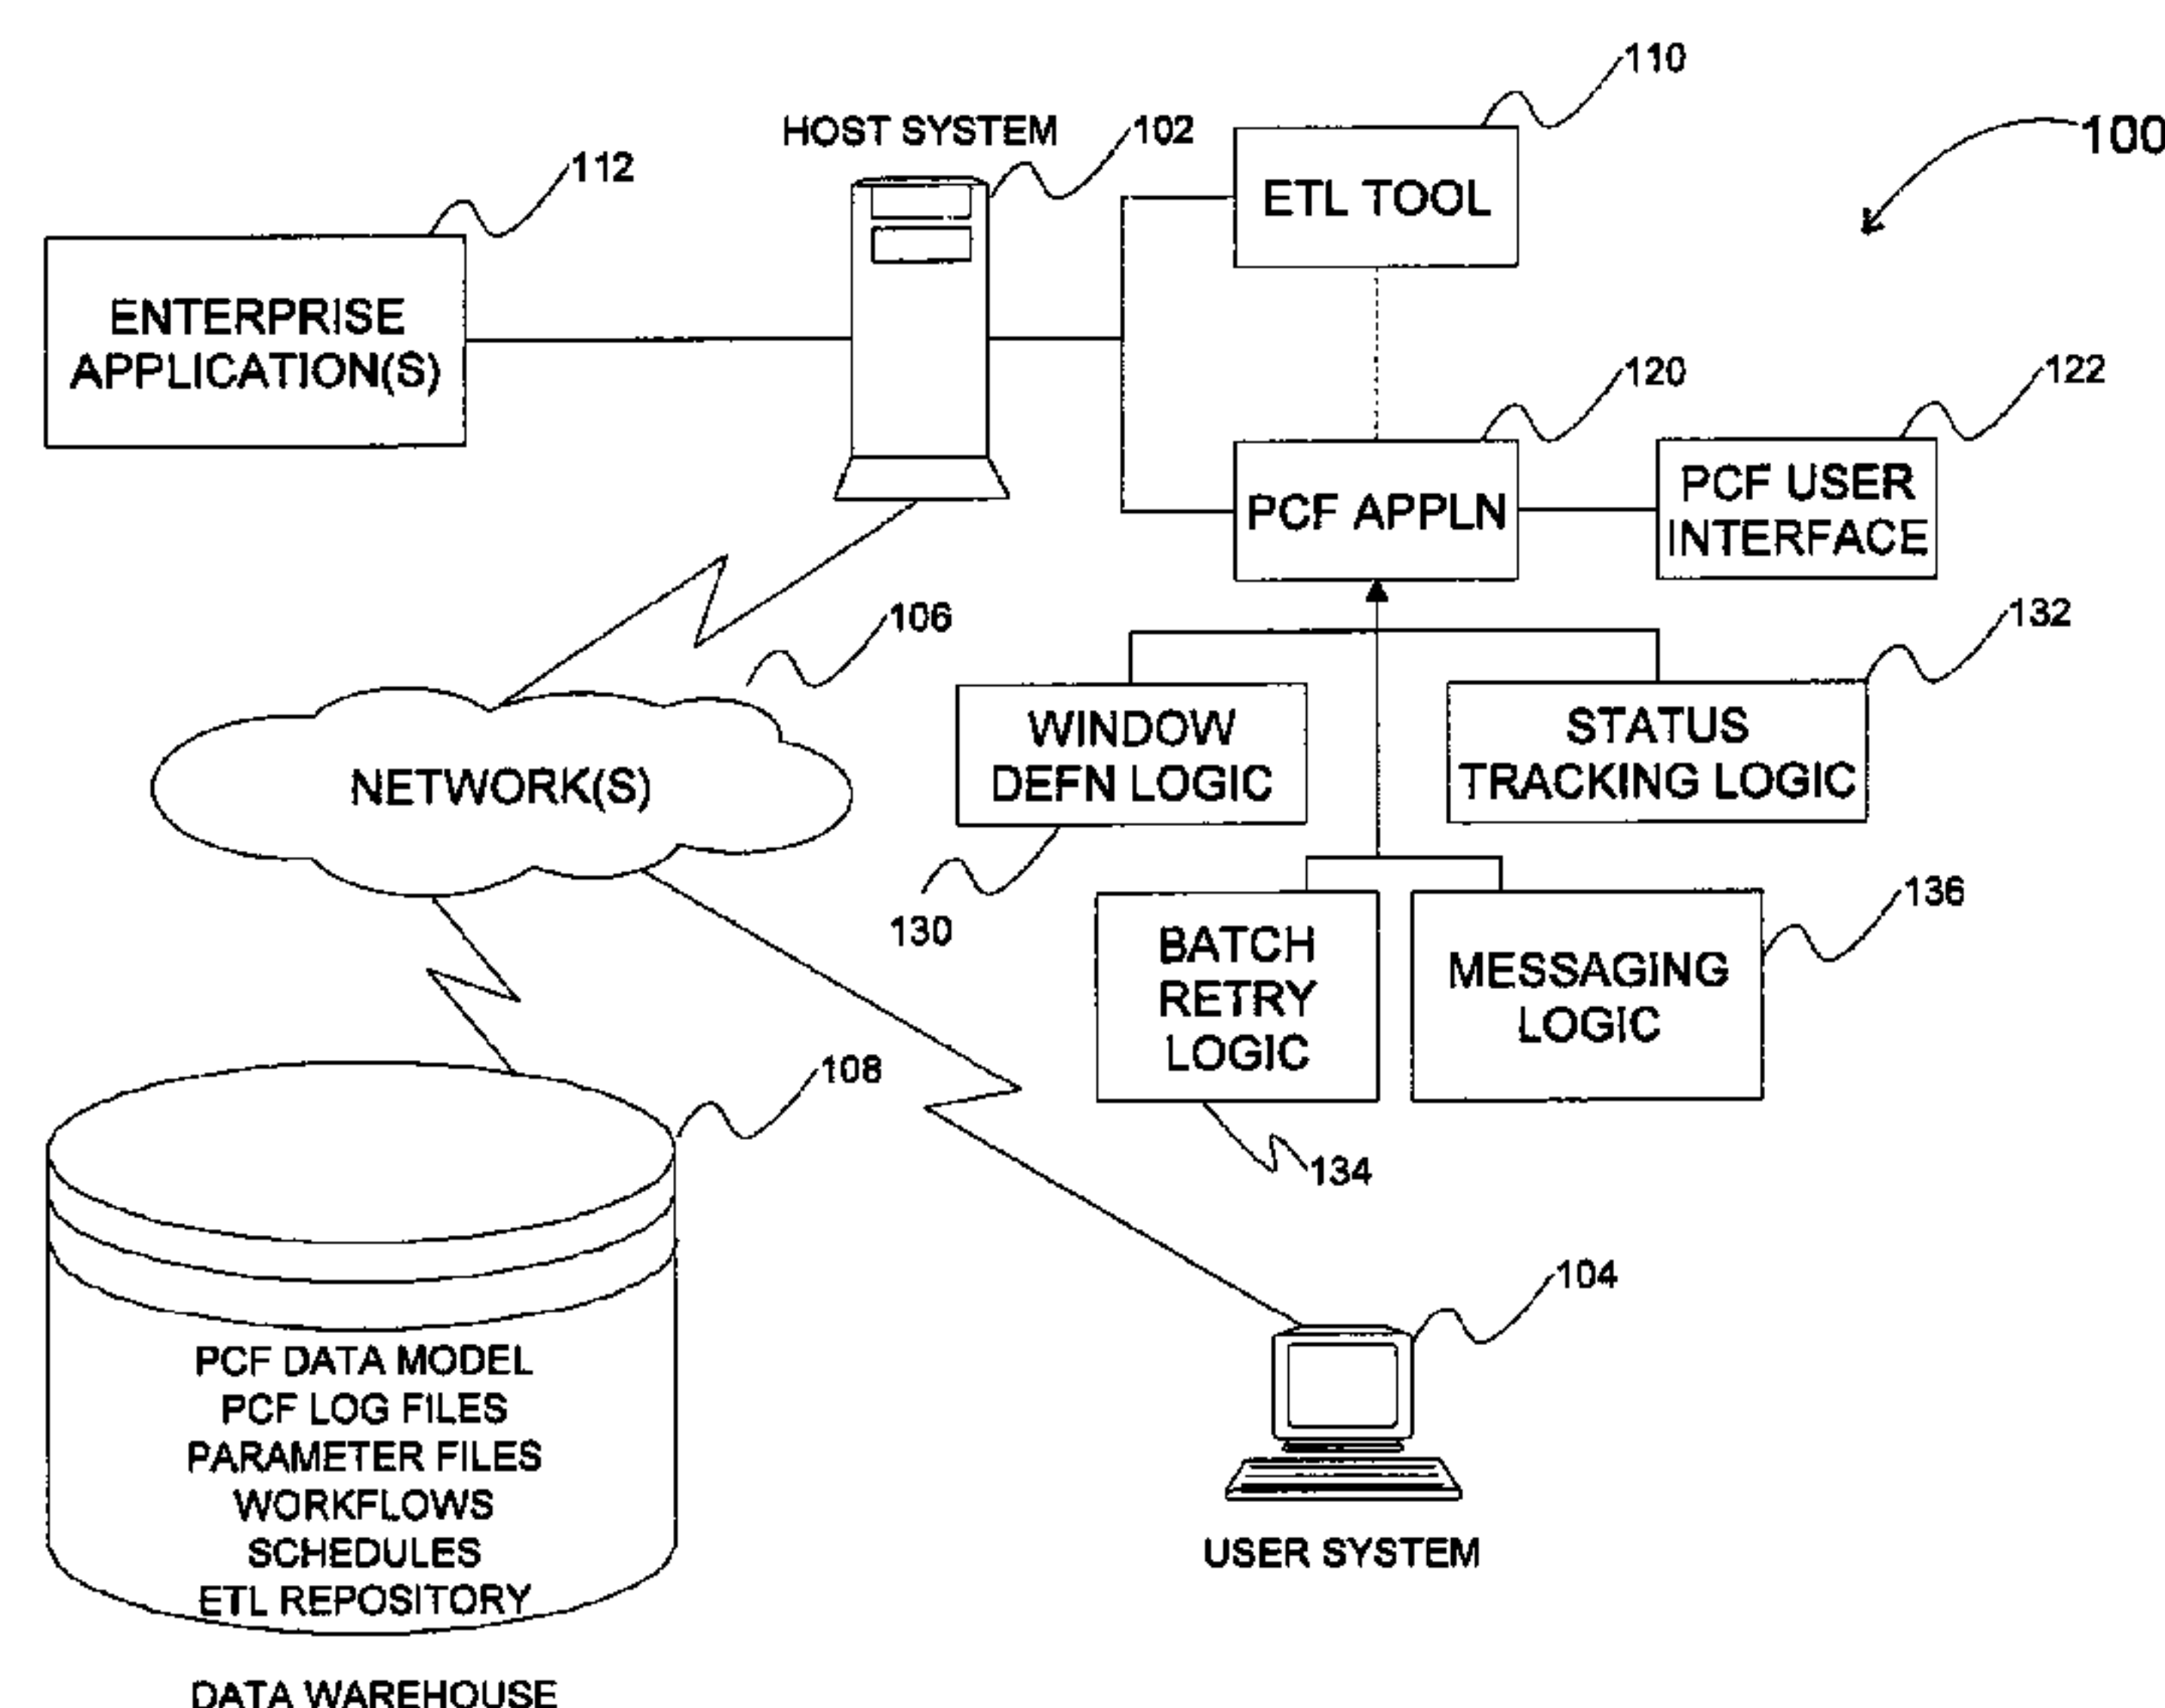 110
100
HOST SYSTEM
102
112
ETL TOOL
ENTERPRISE
APPLICATION(S)
120
122
PCF APPLN
PCF USER
INTERFACE
106
132
WINDOW
DEFN LOGIC
STATUS
TRACKING LOGIC
NETWORK(S)
130
136
BATCH
RETRY
LOGIC
MESSAGING
LOGIC
108
134
104
PCF DATA MODEL
PCF LOG FILES
PARAMETER FILES
WORKFLOWS
SCHEDULES
ETL REPOSITORY
USER SYSTEM
DATA WAREHOUSE